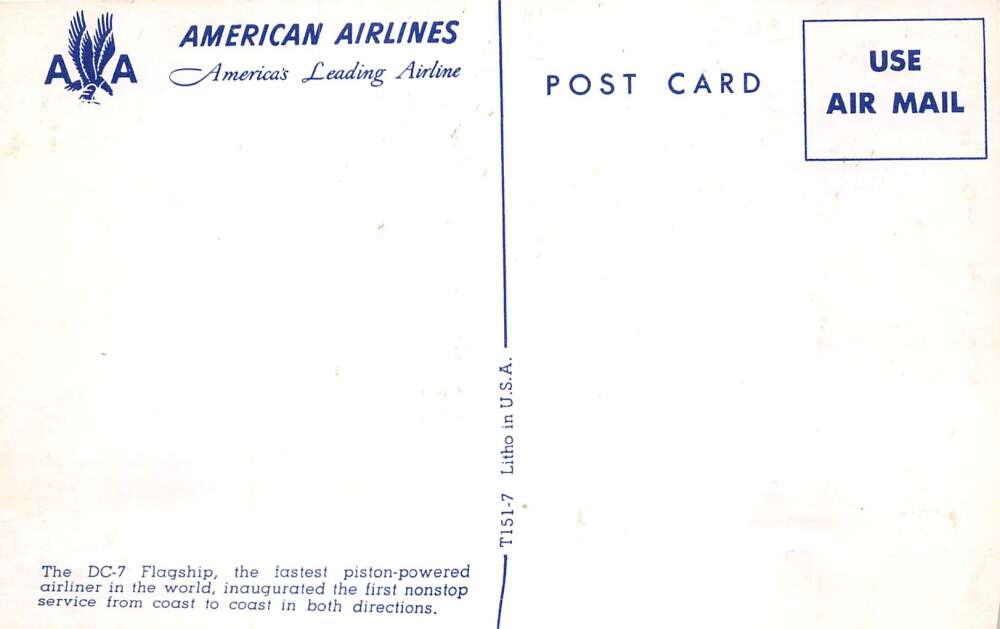 A A
AMERICAN AIRLINES
America's Leading Airline
POST CARD
USE
AIR MAIL
T151-7 Litho in U.S.A.
The DC-7 Flagship, the fastest piston-powered
airliner in the world, inaugurated the first nonstop
service from coast to coast in both directions.